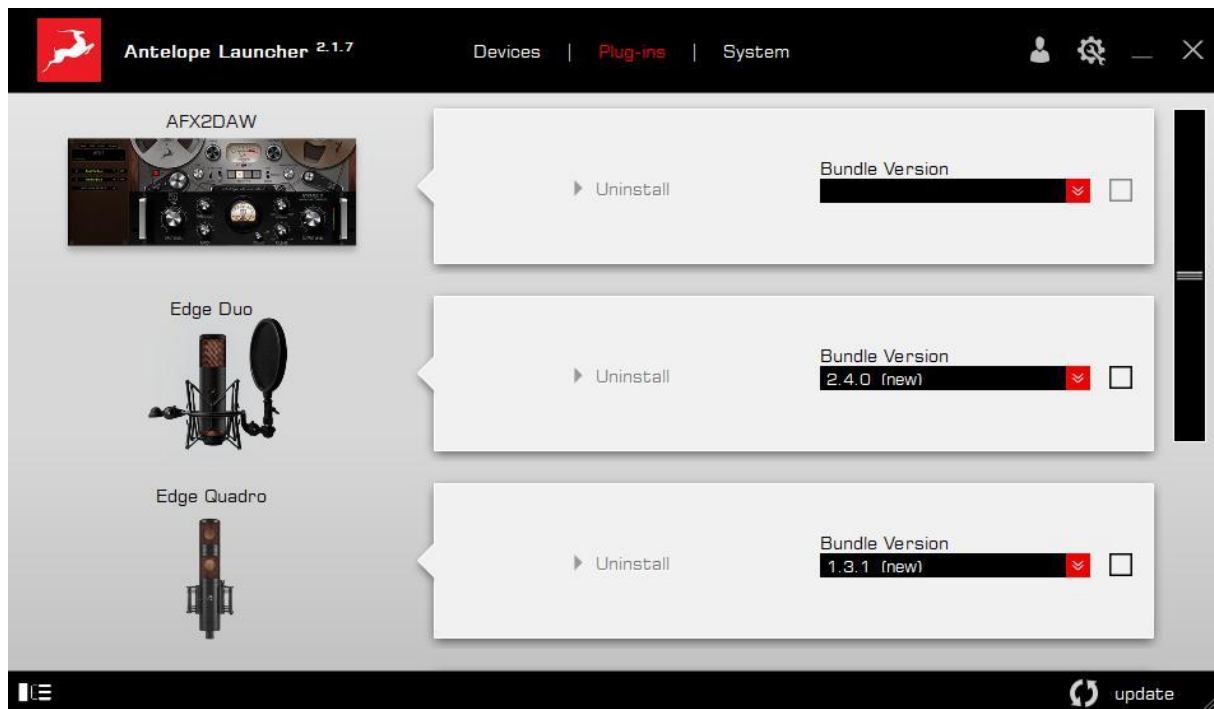 Antelope Launcher 2.1.7
Devices | Plug-ins | System
AFX2DAW
Uninstall
Bundle Version
Edge Duo
Uninstall
Bundle Version
2.4.0 (new)
Edge Quadro
Uninstall
Bundle Version
1.3.1 (new)
update